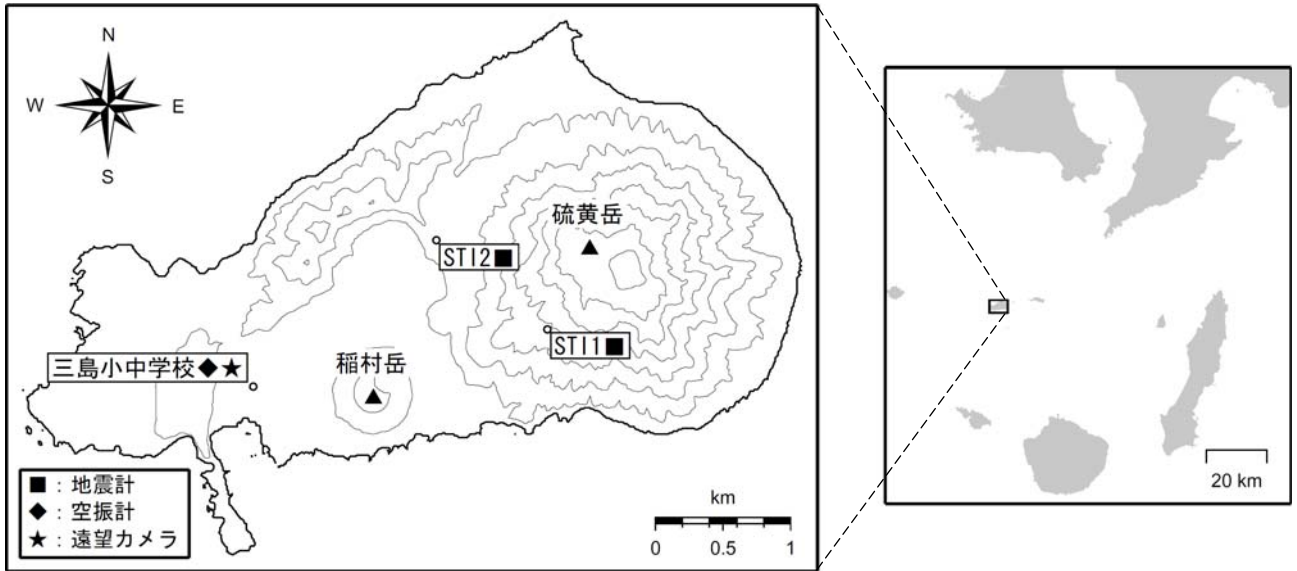 N
W E
S
硫黄岳
STI2■
STI1■
三島小中学校◆★
稲村岳
■：地震計
◆：空振計
★：遠望カメラ
km
0 0.5 1
20 km